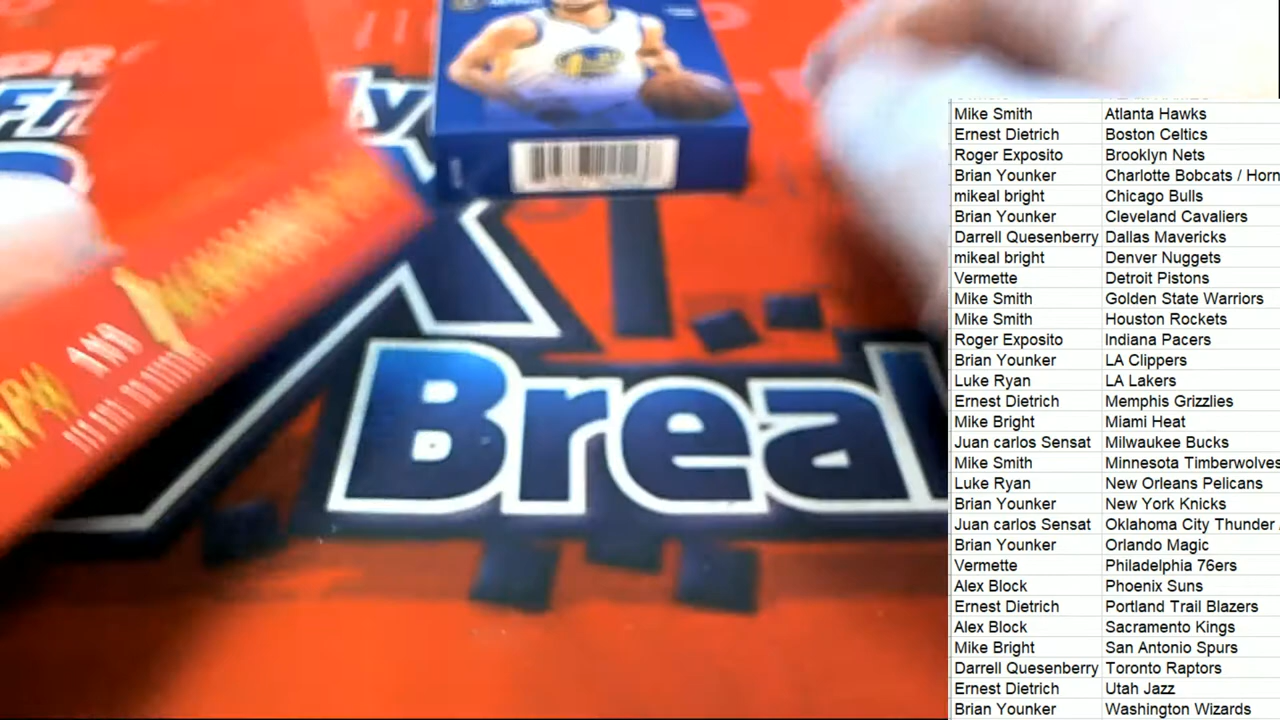 Mike Smith Atlanta Hawks
Ernest Dietrich Boston Celtics
Roger Exposito Brooklyn Nets
Brian Younker Charlotte Bobcats / Horn
mikeal bright Chicago Bulls
Brian Younker Cleveland Cavaliers
Darrell Quesenberry Dallas Mavericks
mikeal bright Denver Nuggets
Vermette Detroit Pistons
Mike Smith Golden State Warriors
Mike Smith Houston Rockets
Roger Exposito Indiana Pacers
Brian Younker LA Clippers
Luke Ryan LA Lakers
Ernest Dietrich Memphis Grizzlies
Mike Bright Miami Heat
Juan carlos Sensat Milwaukee Bucks
Mike Smith Minnesota Timberwolves
Luke Ryan New Orleans Pelicans
Brian Younker New York Knicks
Juan carlos Sensat Oklahoma City Thunder /
Brian Younker Orlando Magic
Vermette Philadelphia 76ers
Alex Block Phoenix Suns
Ernest Dietrich Portland Trail Blazers
Alex Block Sacramento Kings
Mike Bright San Antonio Spurs
Darrell Quesenberry Toronto Raptors
Ernest Dietrich Utah Jazz
Brian Younker Washington Wizards
Break
AND